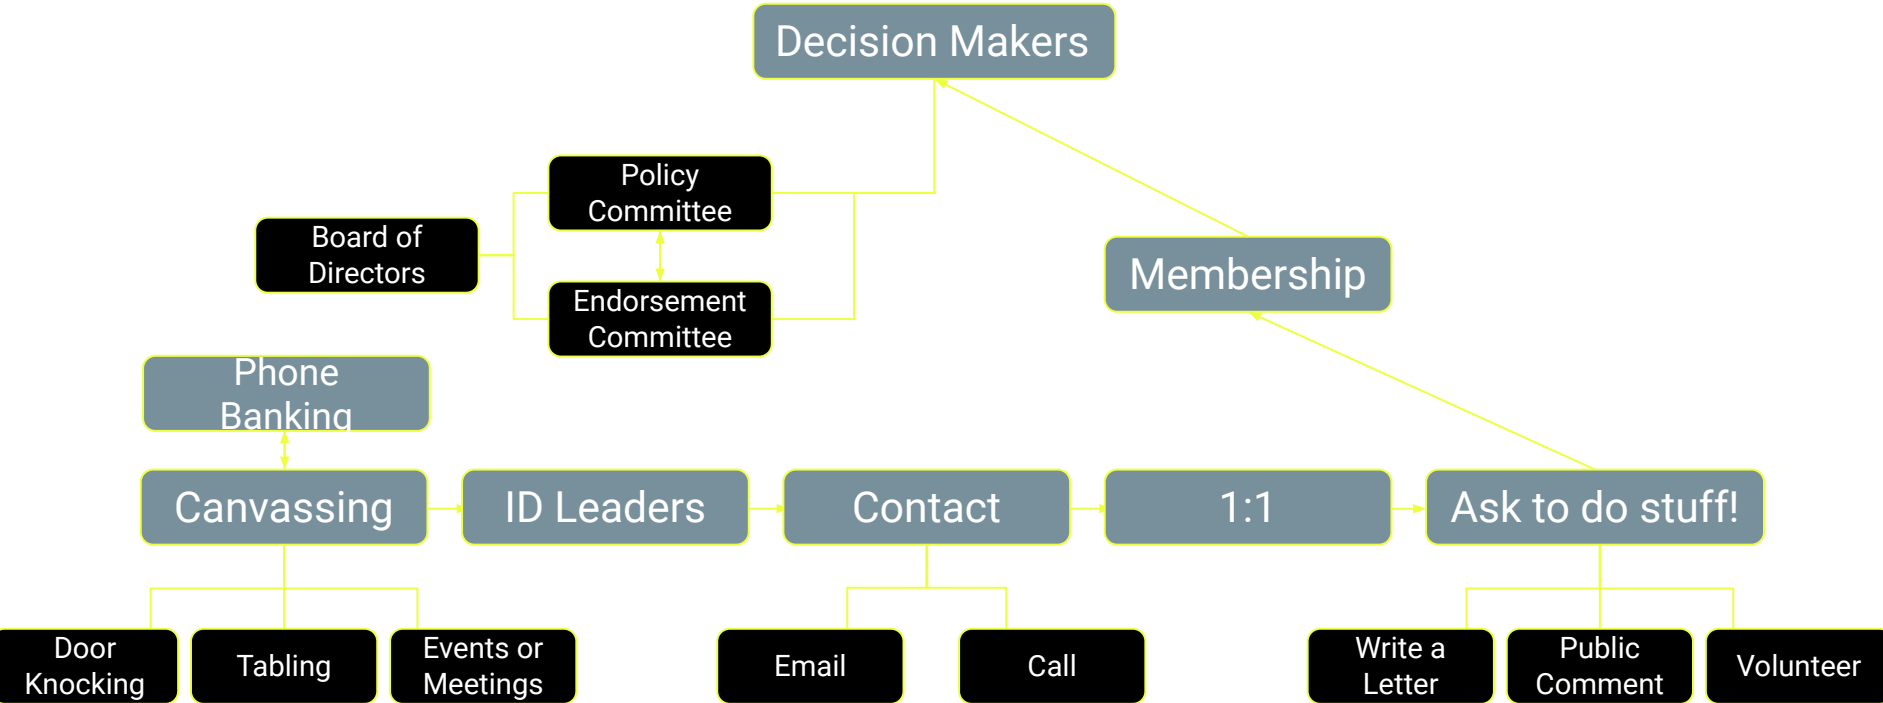 Decision Makers
Policy
Committee
Board of
Directors
Endorsement
Committee
Membership
Phone
Banking
Canvassing
ID Leaders
Contact
1:1
Ask to do stuff!
Door
Knocking
Tabling
Events or
Meetings
Email
Call
Write a
Letter
Public
Comment
Volunteer